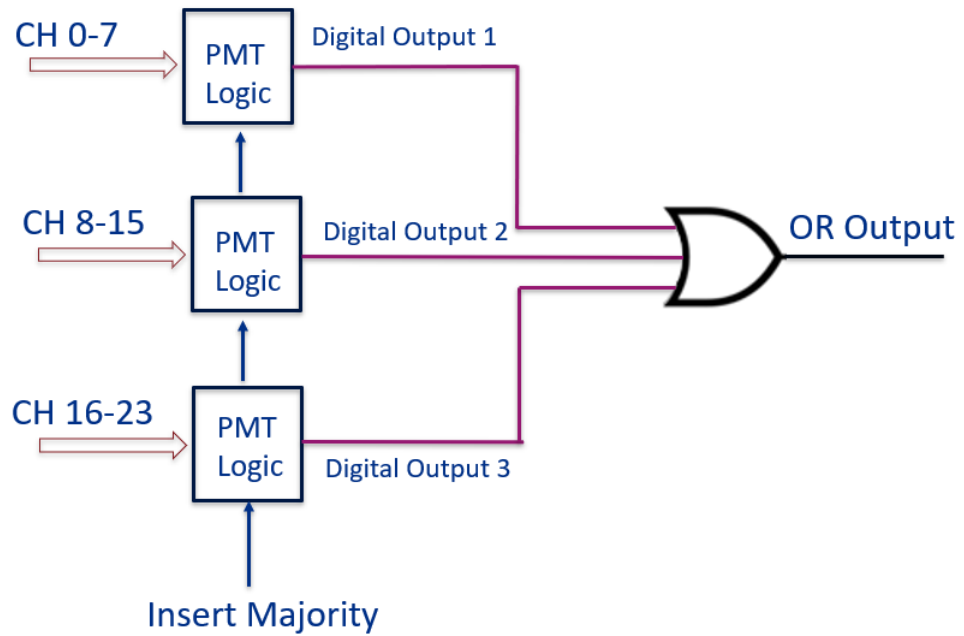 CH 0-7
PMT
Logic
Digital Output 1
CH 8-15
PMT
Logic
Digital Output 2
OR Output
CH 16-23
PMT
Logic
Digital Output 3
Insert Majority